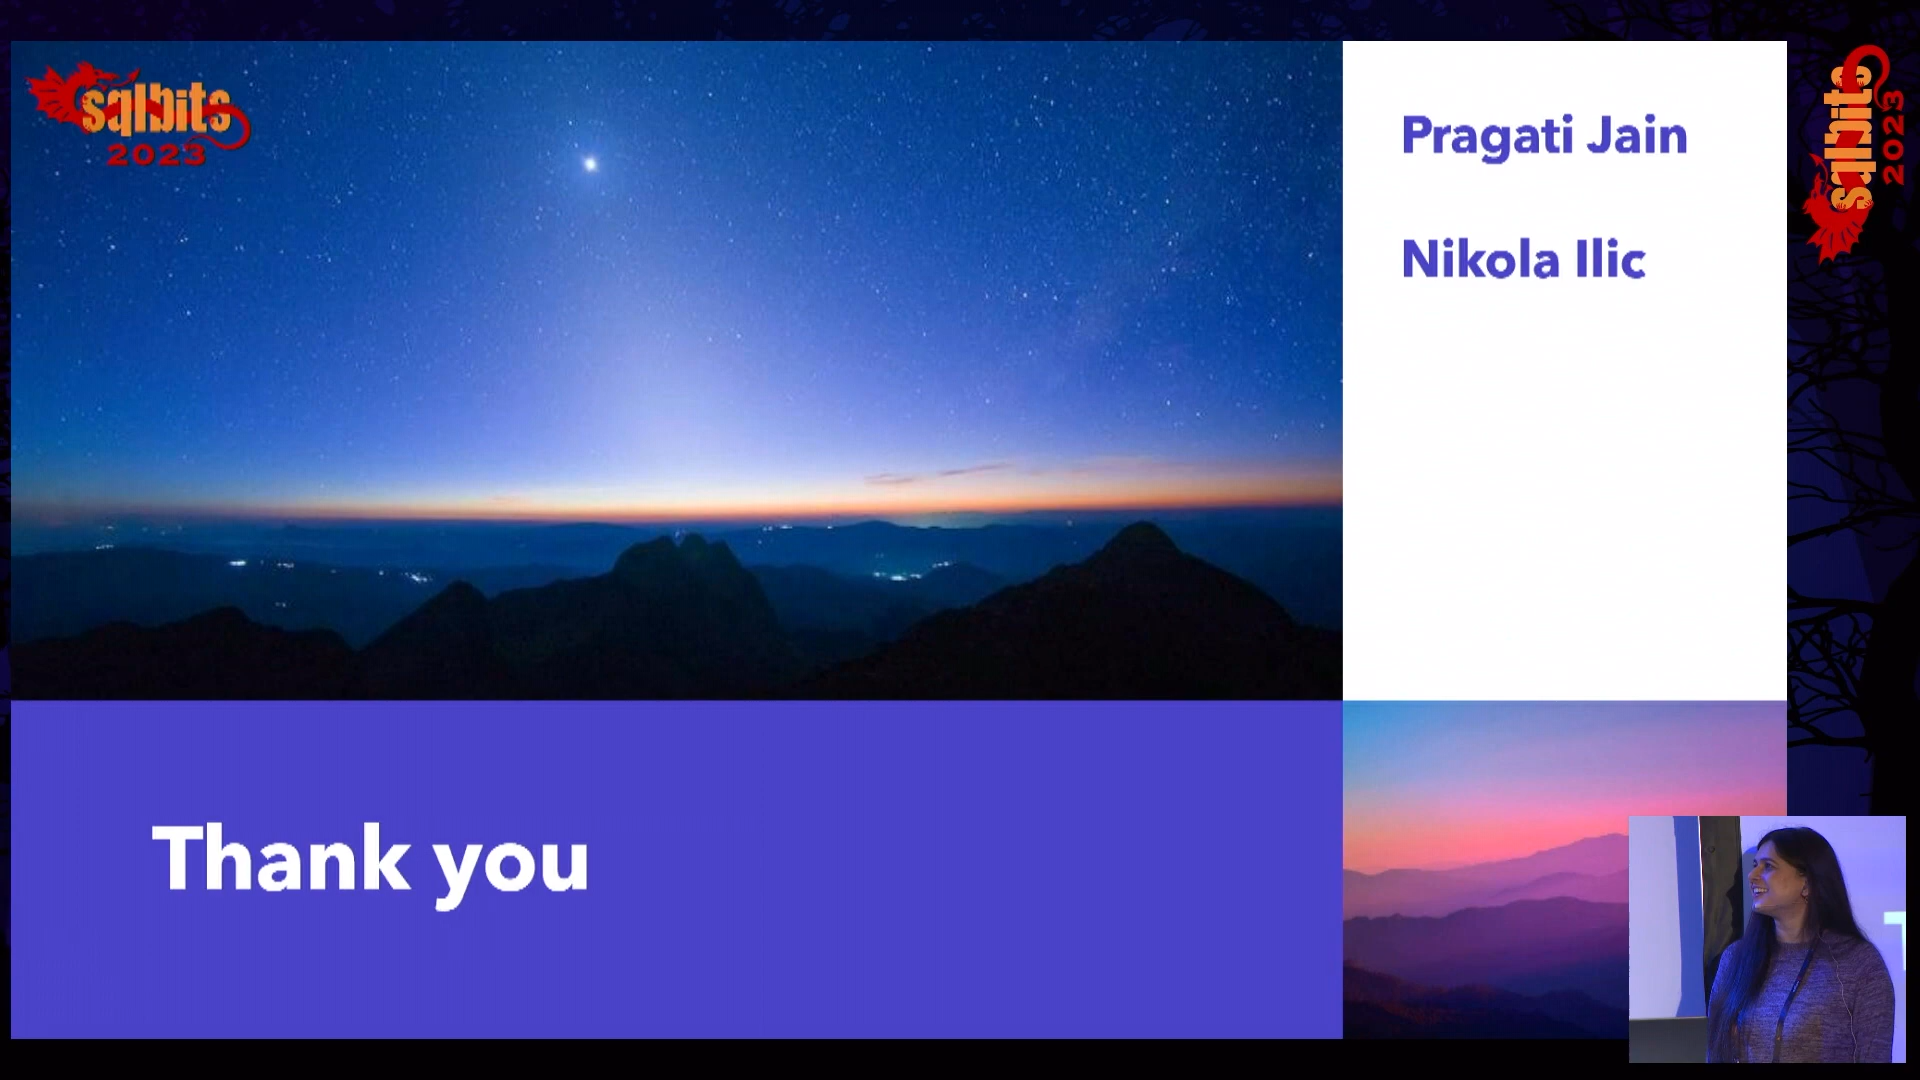 sqlbits
2023
Pragati Jain
Nikola Ilic
Thank you
sqlbits
2023